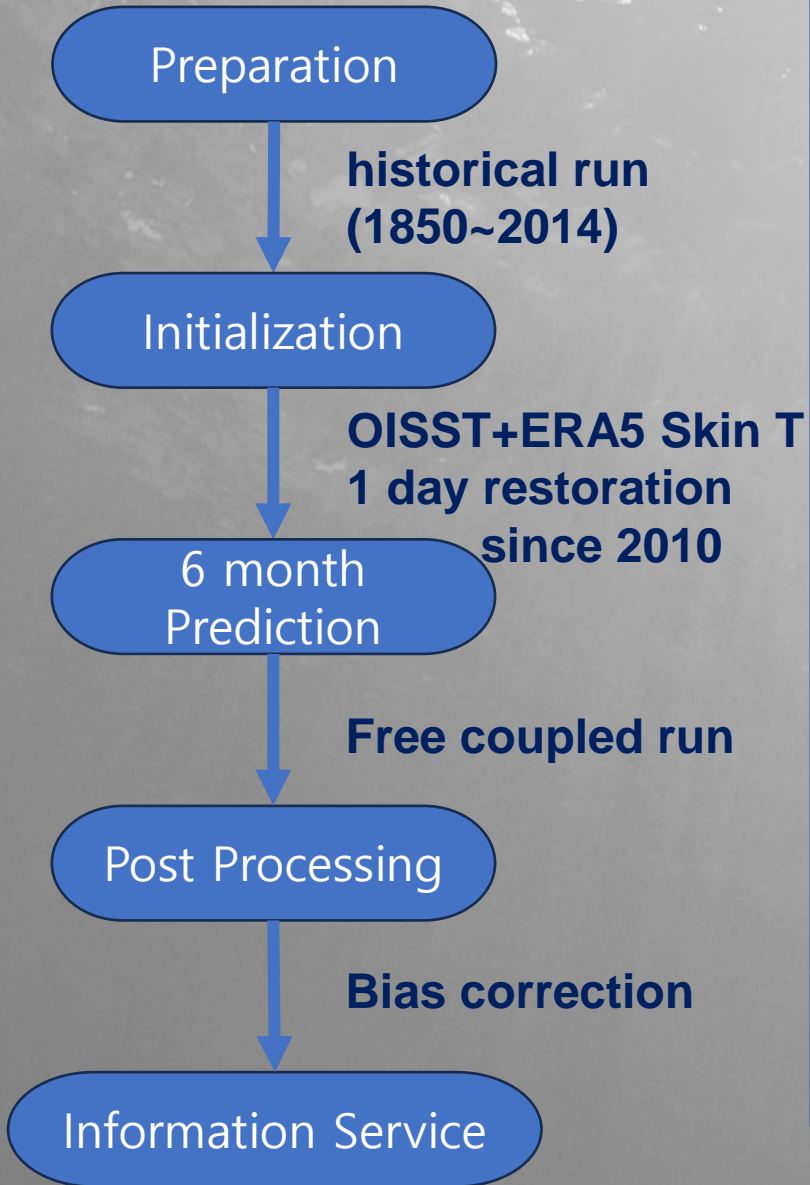 Preparation
historical run
(1850~2014)
Initialization
OISST+ERA5 Skin T
1 day restoration
since 2010
6 month
Prediction
Free coupled run
Post Processing
Bias correction
Information Service